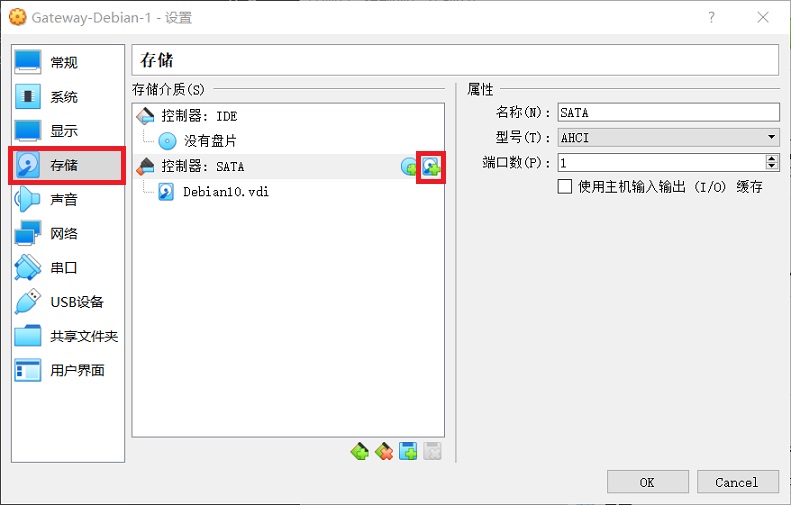 Gateway-Debian-1 - 设置
常规
系统
显示
存储
声音
网络
串口
USB设备
共享文件夹
用户界面
存储
存储介质(S)
控制器: IDE
没有盘片
控制器: SATA
Debian10.vdi
属性
名称(N): SATA
型号(T): AHCI
端口数(P): 1
使用主机输入输出 (I/O) 缓存
OK
Cancel